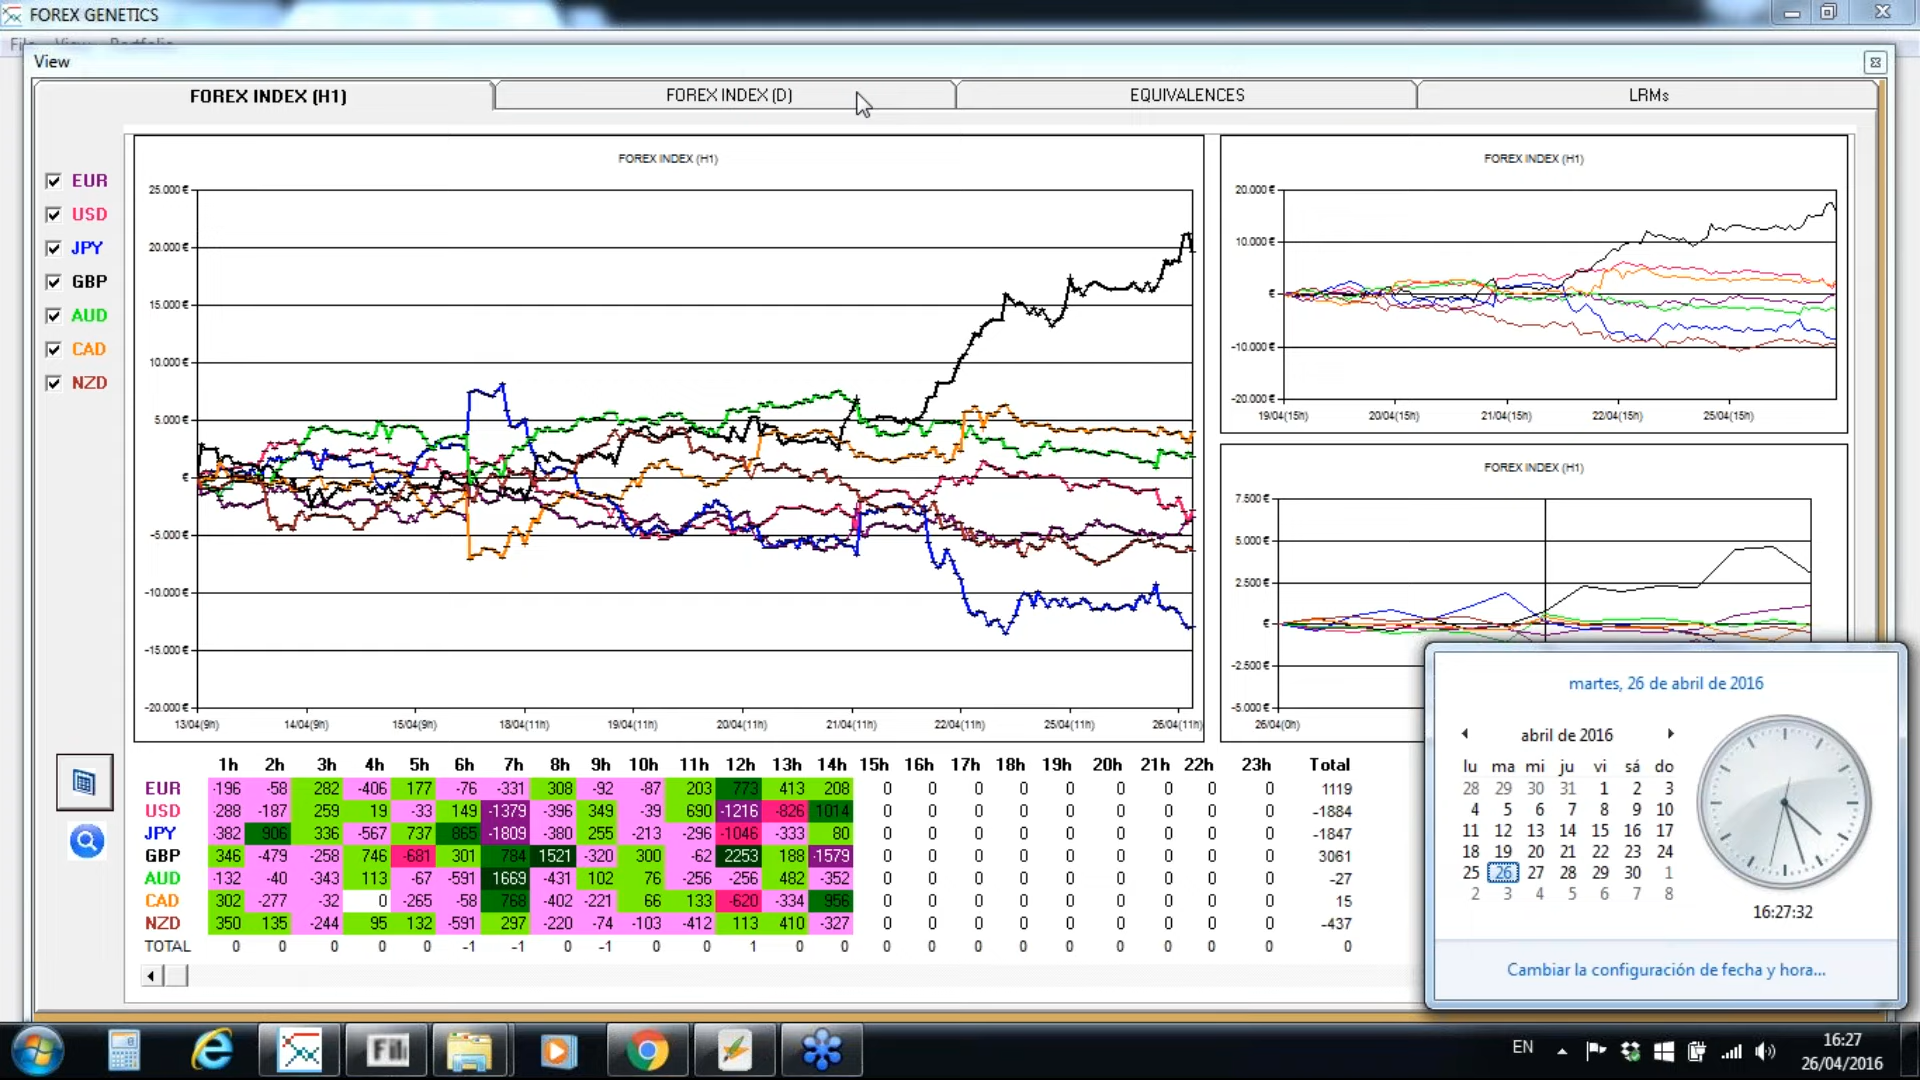 FOREX GENETICS
File View Portfolio
View
FOREX INDEX (H1) FOREX INDEX (D) EQUIVALENCES LRMs
EUR
USD
JPY
GBP
AUD
CAD
NZD
FOREX INDEX (H1)
25.000 €
20.000 €
15.000 €
10.000 €
5.000 €
€
-5.000 €
-10.000 €
-15.000 €
-20.000 €
13/04(9h) 14/04(9h) 15/04(9h) 18/04(11h) 19/04(11h) 20/04(11h) 21/04(11h) 22/04(11h) 25/04(11h) 26/04(11h)
FOREX INDEX (H1)
20.000 €
10.000 €
€
-10.000 €
-20.000 €
19/04(15h) 20/04(15h) 21/04(15h) 22/04(15h) 25/04(15h)
FOREX INDEX (H1)
7.500 €
5.000 €
2.500 €
€
-2.500 €
-5.000 €
26/04(0h)
1h 2h 3h 4h 5h 6h 7h 8h 9h 10h 11h 12h 13h 14h 15h 16h 17h 18h 19h 20h 21h 22h 23h Total
EUR -196 -58 282 -406 177 -76 -331 308 -92 -87 203 773 413 208 0 0 0 0 0 0 0 0 0 1119
USD -288 -187 259 19 -33 149 -1379 -396 349 -39 690 -1216 -826 1014 0 0 0 0 0 0 0 0 0 -1884
JPY -382 906 336 -567 737 865 -1809 -380 255 -213 -296 -1046 -333 80 0 0 0 0 0 0 0 0 0 -1847
GBP 346 -479 -258 746 -681 301 784 1521 -320 300 -62 2253 188 -1579 0 0 0 0 0 0 0 0 0 3061
AUD -132 -40 -343 113 -67 -591 1669 -431 102 76 -256 -256 482 -352 0 0 0 0 0 0 0 0 0 -27
CAD 302 -277 -32 0 -265 -58 768 -402 -221 66 133 -620 -334 956 0 0 0 0 0 0 0 0 0 15
NZD 350 135 -244 95 132 -591 297 -220 -74 -103 -412 113 410 -327 0 0 0 0 0 0 0 0 0 -437
TOTAL 0 0 0 0 0 -1 -1 0 -1 0 0 1 0 0 0 0 0 0 0 0 0 0 0 0
martes, 26 de abril de 2016
abril de 2016
lu ma mi ju vi sá do
28 29 30 31 1 2 3
4 5 6 7 8 9 10
11 12 13 14 15 16 17
18 19 20 21 22 23 24
25 26 27 28 29 30 1
2 3 4 5 6 7 8
16:27:32
Cambiar la configuración de fecha y hora...
EN
16:27
26/04/2016